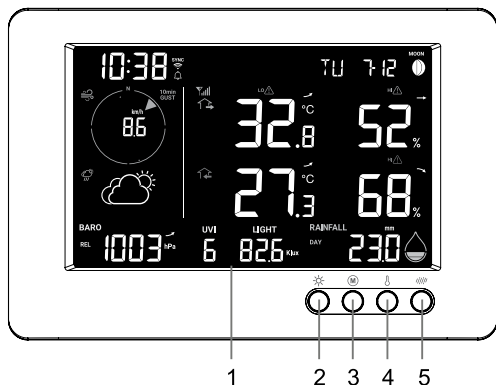 10:38 SYNC TU 7-12 MOON
N 10min GUST
km/h
8.6
LO 32.8 °C HI 52 %
27.3 °C HI 68 %
BARO UVI LIGHT RAINFALL mm
REL 1003 hPa 6 82.6 Klux DAY 23.0
M
1 2 3 4 5